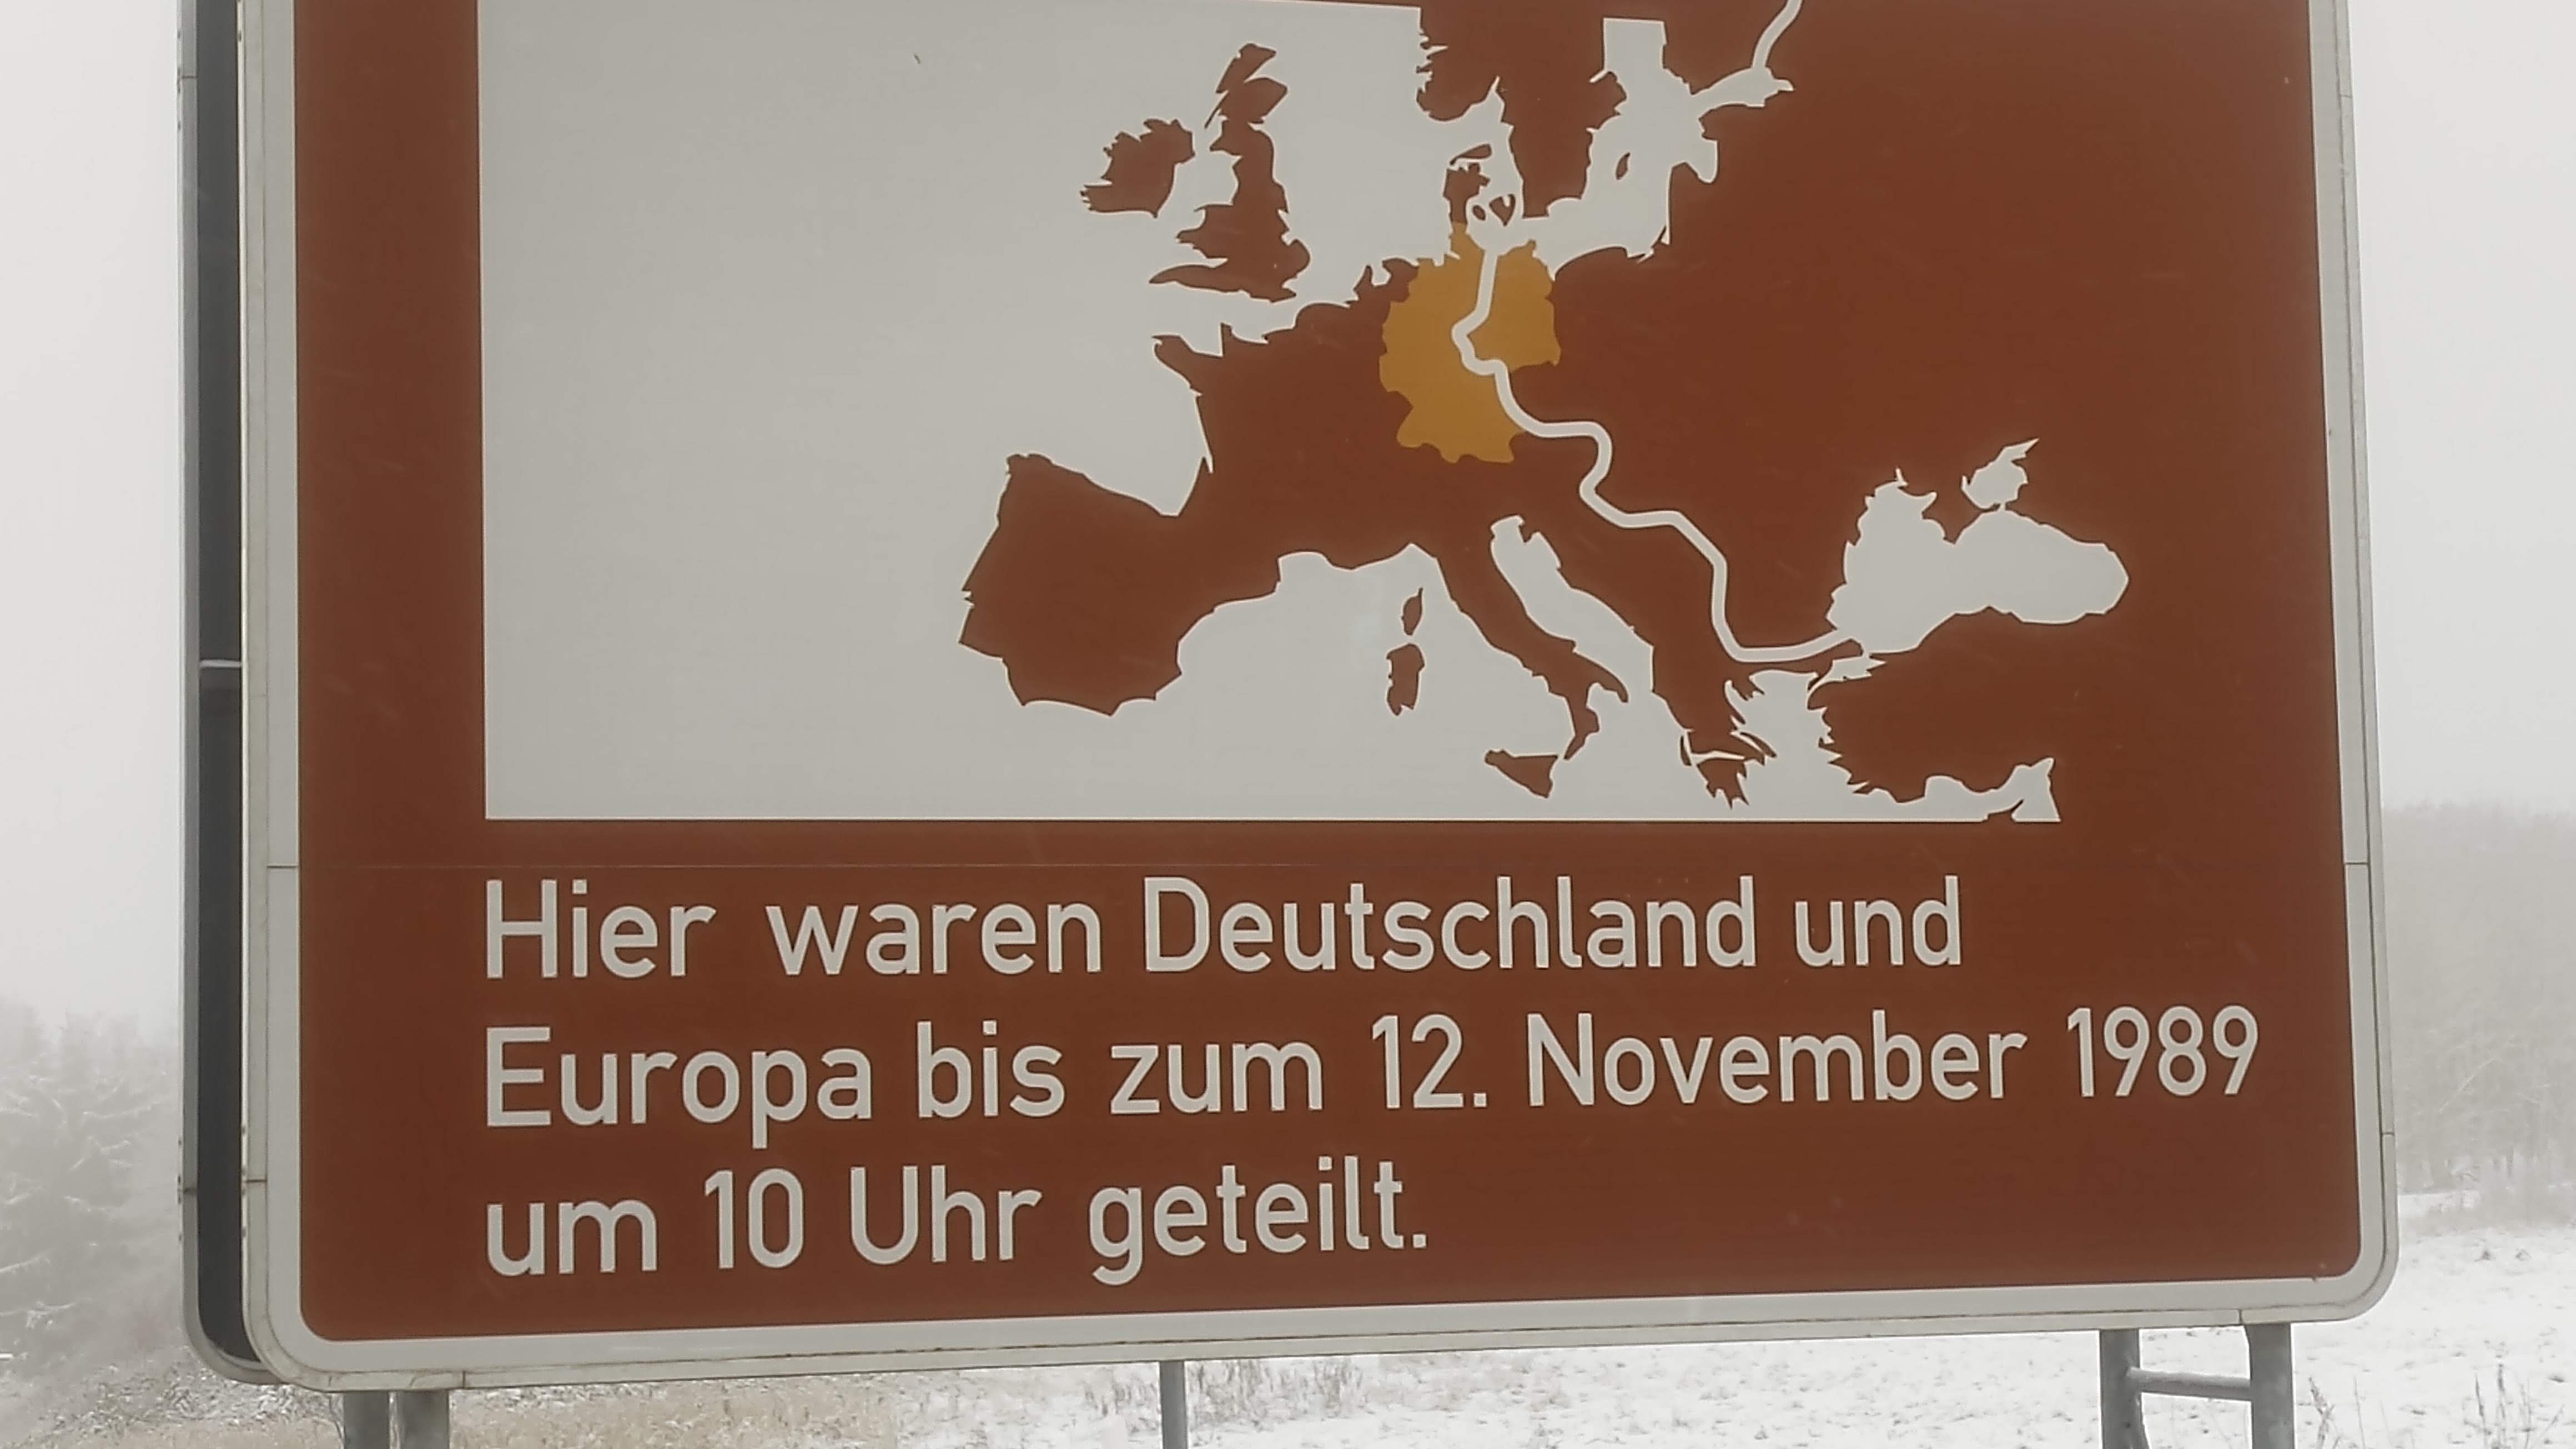 Hier waren Deutschland und
Europa bis zum 12. November 1989
um 10 Uhr geteilt.